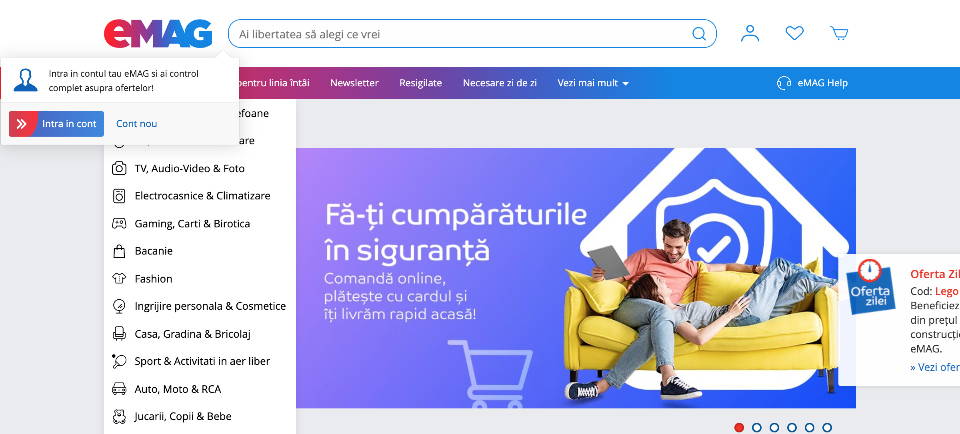 eMAG
Ai libertatea să alegi ce vrei
Intra in contul tau eMAG si ai control
complet asupra ofertelor!
Intra in cont
Cont nou
pentru linia întâi
Newsletter
Resigilate
Necesare zi de zi
Vezi mai mult
eMAG Help
TV, Audio-Video & Foto
Electrocasnice & Climatizare
Gaming, Carti & Birotica
Bacanie
Fashion
Ingrijire personala & Cosmetice
Casa, Gradina & Bricolaj
Sport & Activitati in aer liber
Auto, Moto & RCA
Jucarii, Copii & Bebe
Fă-ți cumpărăturile
în siguranță
Comandă online,
plătește cu cardul și
îți livrăm rapid acasă!
Oferta
zilei
Oferta Zil
Cod: Lego
Beneficiez
din prețul
construcție
eMAG.
» Vezi ofer